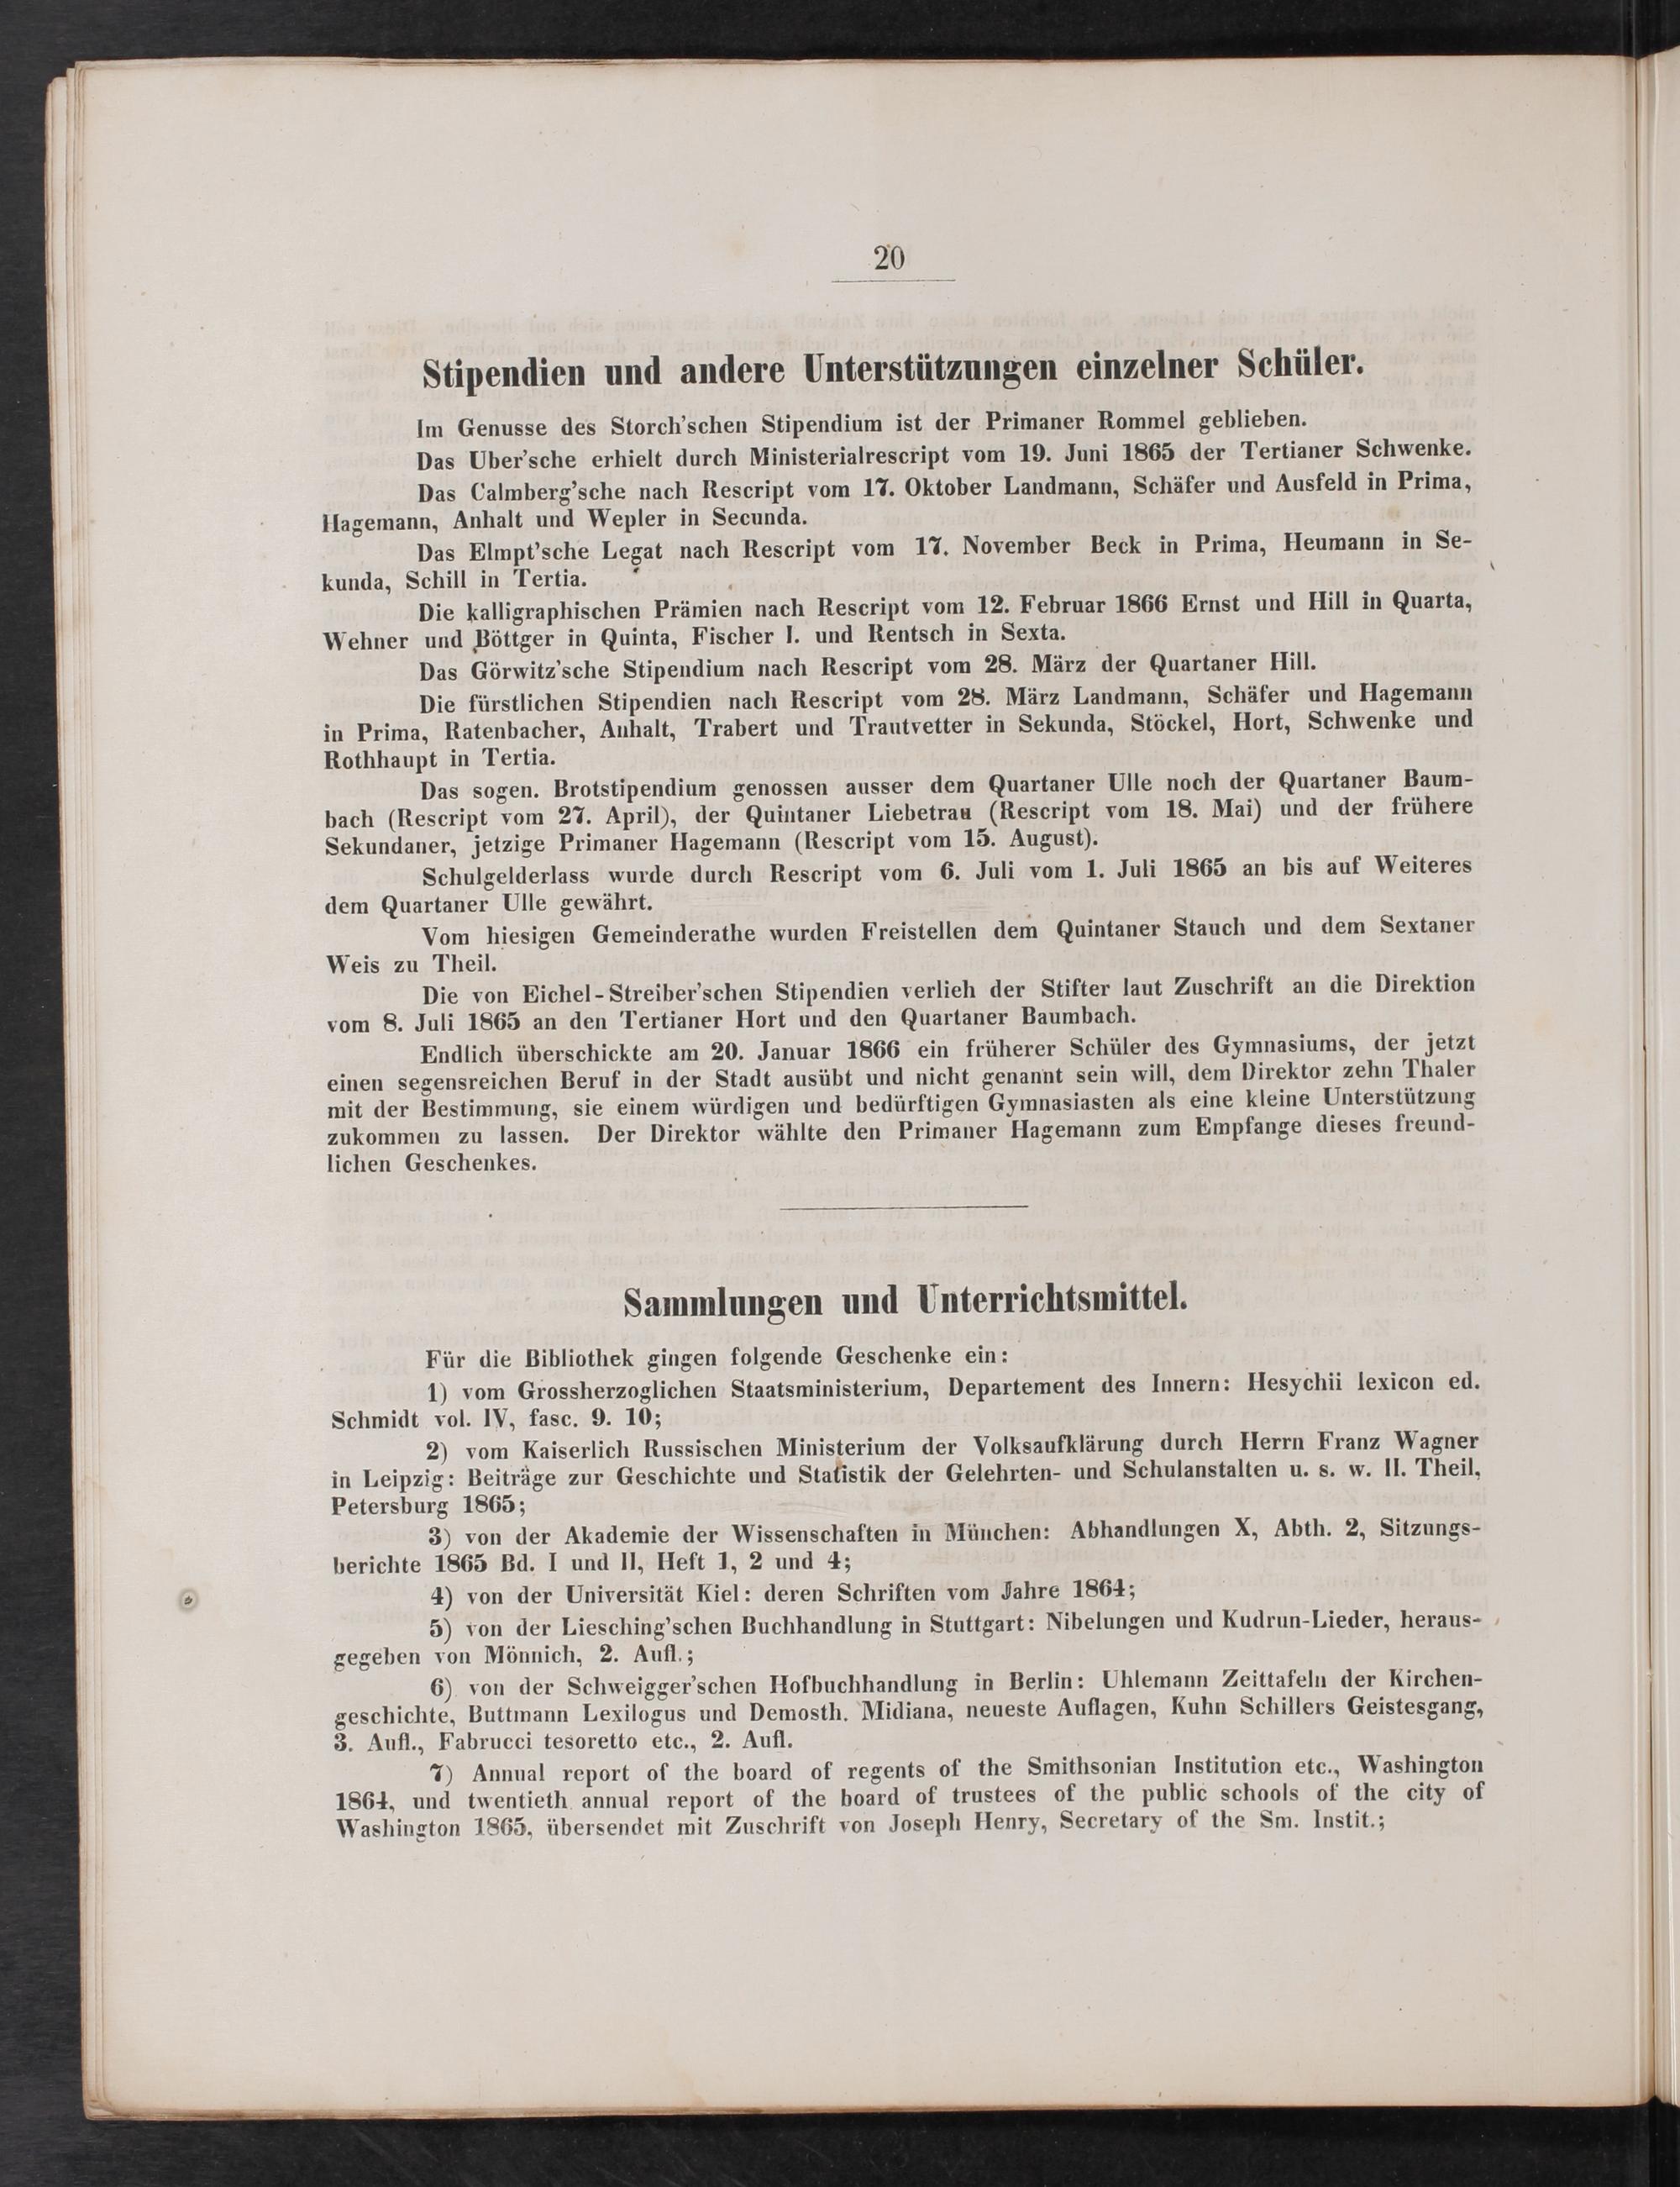 20
Stipendien und andere Unterstützungen einzelner Schüler.
Im Genusse des Storch'schen Stipendium ist der Primaner Rommel geblieben.
Das Uber'sche erhielt durch Ministerialrescript vom 19. Juni 1865 der Tertianer Schwenke.
Das Calmberg'sche nach Rescript vom 17. Oktober Landmann, Schäfer und Ausfeld in Prima,
Hagemann, Anhalt und Wepler in Secunda.
Das Elmpt'sche Legat nach Rescript vom 17. November Beck in Prima, Heumann in Se-
kunda, Schill in Tertia.
Die kalligraphischen Prämien nach Rescript vom 12. Februar 1866 Ernst und Hill in Quarta,
Wehner und Böttger in Quinta, Fischer I. und Rentsch in Sexta.
Das Görwitz'sche Stipendium nach Rescript vom 28. März der Quartaner Hill.
Die fürstlichen Stipendien nach Rescript vom 28. März Landmann, Schäfer und Hagemann
in Prima, Ratenbacher, Anhalt, Trabert und Trautvetter in Sekunda, Stöckel, Hort, Schwenke und
Rothhaupt in Tertia.
Das sogen. Brotstipendium genossen ausser dem Quartaner Ulle noch der Quartaner Baum-
bach (Rescript vom 27. April), der Quintaner Liebetrau (Rescript vom 18. Mai) und der frühere
Sekundaner, jetzige Primaner Hagemann (Rescript vom 15. August).
Schulgelderlass wurde durch Rescript vom 6. Juli vom 1. Juli 1865 an bis auf Weiteres
dem Quartaner Ulle gewährt.
Vom hiesigen Gemeinderathe wurden Freistellen dem Quintaner Stauch und dem Sextaner
Weis zu Theil.
Die von Eichel-Streiber'schen Stipendien verlieh der Stifter laut Zuschrift an die Direktion
vom 8. Juli 1865 an den Tertianer Hort und den Quartaner Baumbach.
Endlich überschickte am 20. Januar 1866 ein früherer Schüler des Gymnasiums, der jetzt
einen segensreichen Beruf in der Stadt ausübt und nicht genannt sein will, dem Direktor zehn Thaler
mit der Bestimmung, sie einem würdigen und bedürftigen Gymnasiasten als eine kleine Unterstützung
zukommen zu lassen. Der Direktor wählte den Primaner Hagemann zum Empfange dieses freund-
lichen Geschenkes.
Sammlungen und Unterrichtsmittel.
Für die Bibliothek gingen folgende Geschenke ein:
1) vom Grossherzoglichen Staatsministerium, Departement des Innern: Hesychii lexicon ed.
Schmidt vol. IV, fasc. 9. 10;
2) vom Kaiserlich Russischen Ministerium der Volksaufklärung durch Herrn Franz Wagner
in Leipzig: Beiträge zur Geschichte und Statistik der Gelehrten- und Schulanstalten u. s. w. II. Theil,
Petersburg 1865;
3) von der Akademie der Wissenschaften in München: Abhandlungen X, Abth. 2, Sitzungs-
berichte 1865 Bd. I und II, Heft 1, 2 und 4;
4) von der Universität Kiel: deren Schriften vom Jahre 1864;
5) von der Liesching'schen Buchhandlung in Stuttgart: Nibelungen und Kudrun-Lieder, heraus-
gegeben von Mönnich, 2. Aufl.;
6) von der Schweigger'schen Hofbuchhandlung in Berlin: Uhlemann Zeittafeln der Kirchen-
geschichte, Buttmann Lexilogus und Demosth. Midiana, neueste Auflagen, Kuhn Schillers Geistesgang,
3. Aufl., Fabrucci tesoretto etc., 2. Aufl.
7) Annual report of the board of regents of the Smithsonian Institution etc., Washington
1864, und twentieth annual report of the board of trustees of the public schools of the city of
Washington 1865, übersendet mit Zuschrift von Joseph Henry, Secretary of the Sm. Instit.;